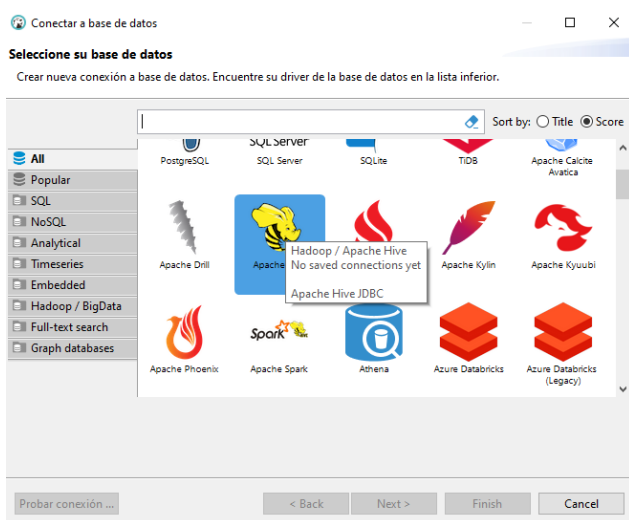 Conectar a base de datos
Seleccione su base de datos
Crear nueva conexión a base de datos. Encuentre su driver de la base de datos en la lista inferior.
Sort by: Title Score
All
Popular
SQL
NoSQL
Analytical
Timeseries
Embedded
Hadoop / BigData
Full-text search
Graph databases
SQL Server
PostgreSQL
SQL Server
SQLite
TiDB
Apache Calcite
Avatica
Apache Drill
Apache
Hadoop / Apache Hive
No saved connections yet
Apache Hive JDBC
Apache Kylin
Apache Kyuubi
Spark
Apache Phoenix
Apache Spark
Athena
Azure Databricks
Azure Databricks
(Legacy)
Probar conexión ...
< Back
Next >
Finish
Cancel